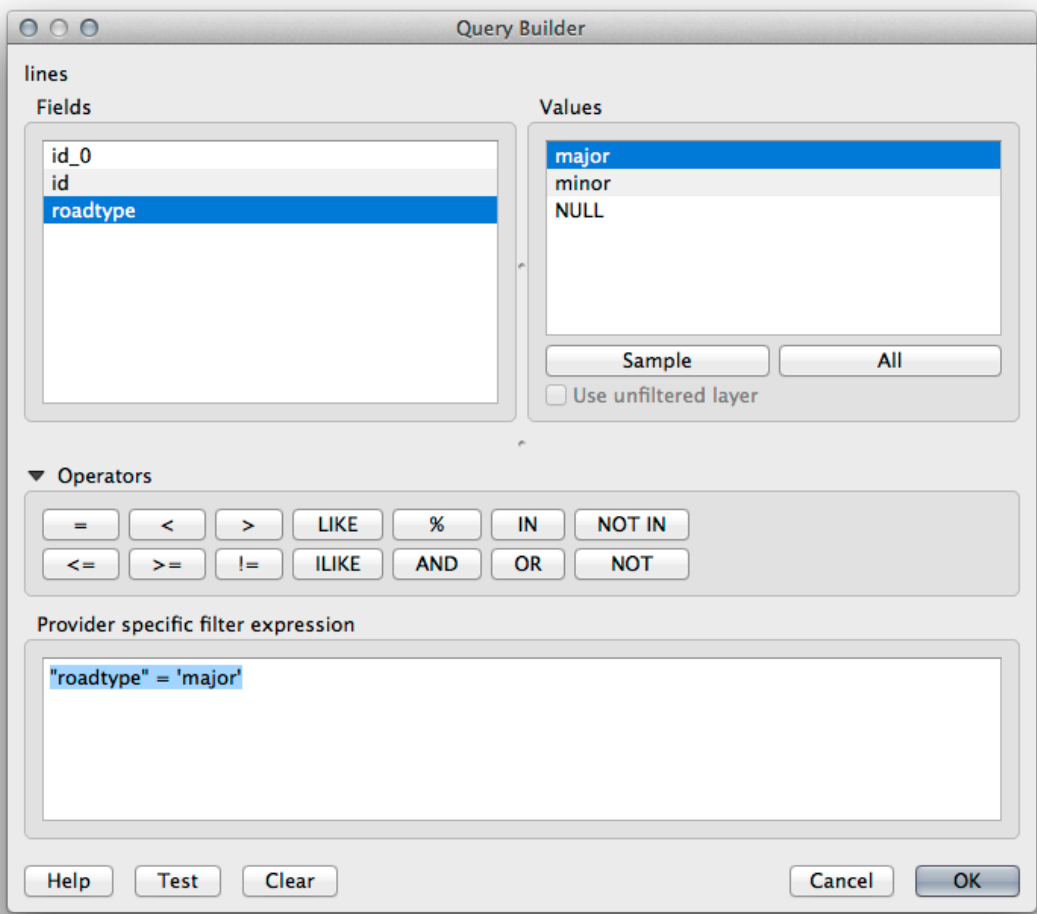 Query Builder
lines
Fields
id_0
id
roadtype
Values
major
minor
NULL
Sample All
Use unfiltered layer
Operators
= < > LIKE % IN NOT IN
<= >= != ILIKE AND OR NOT
Provider specific filter expression
"roadtype" = 'major'
Help Test Clear Cancel OK